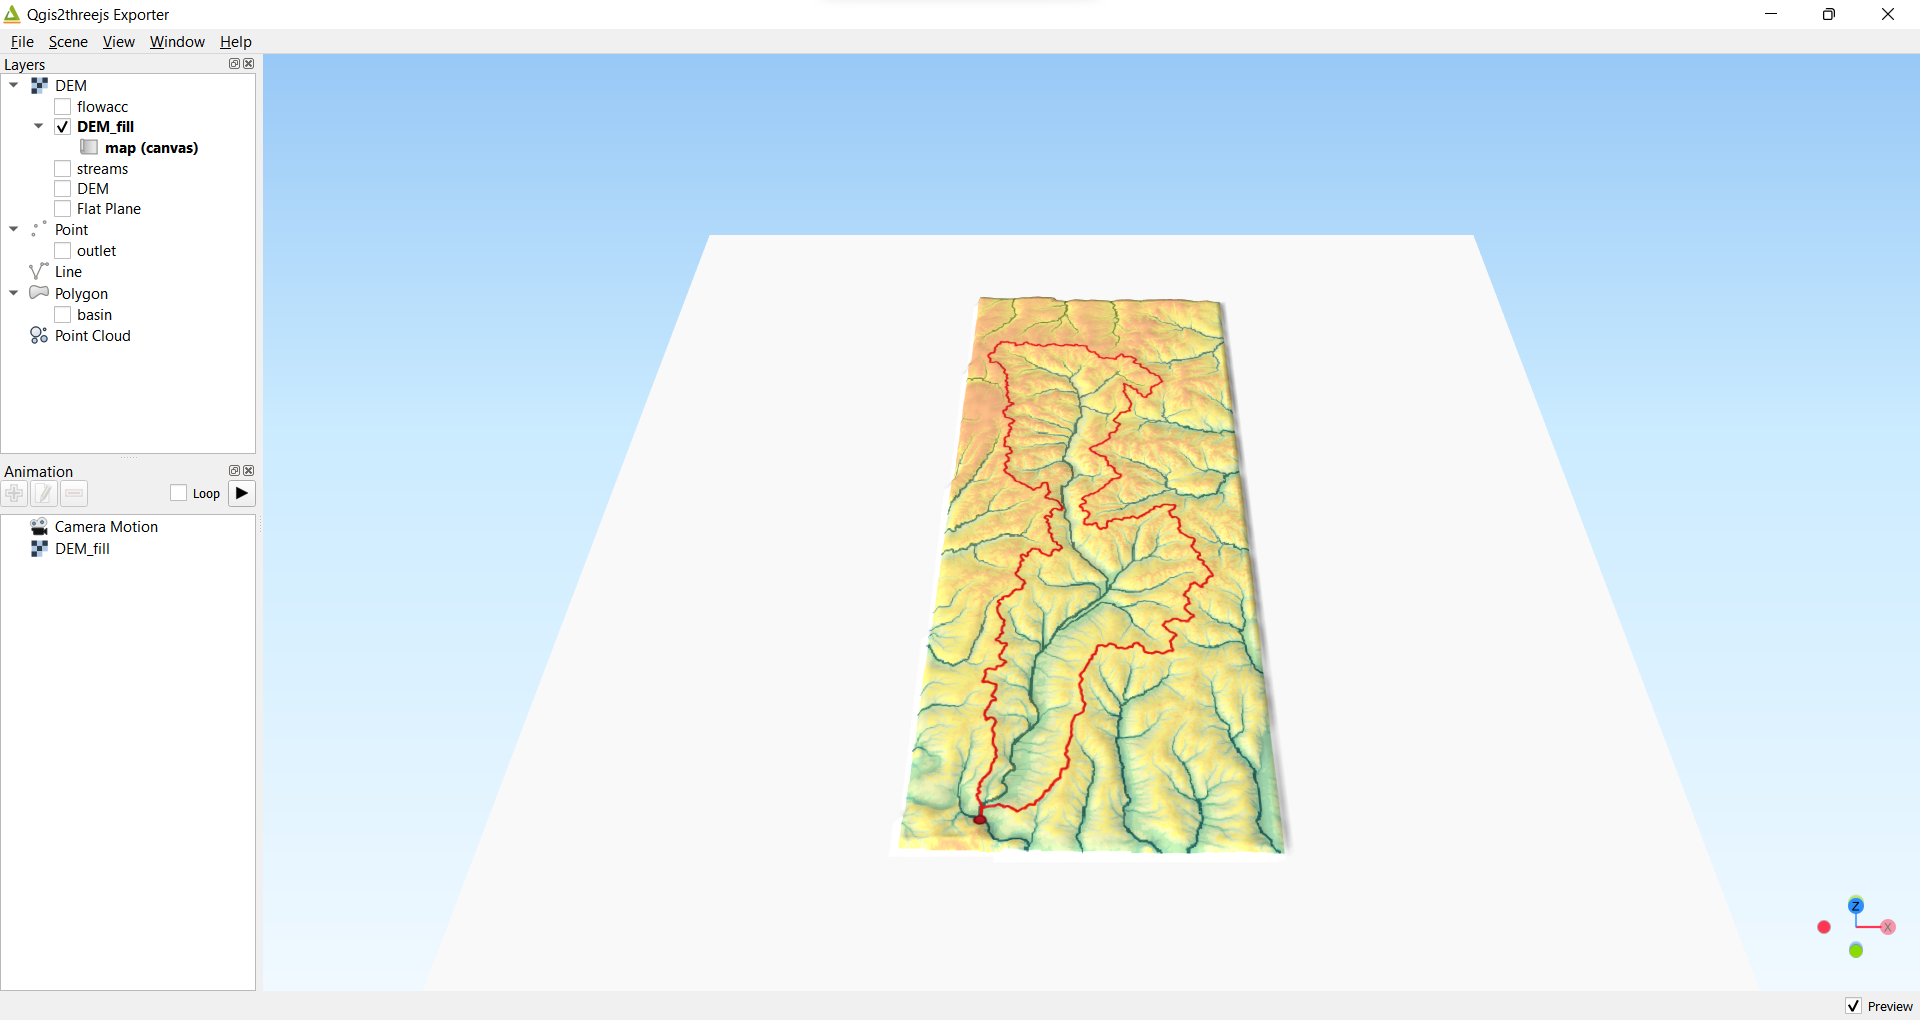 Qgis2threejs Exporter
File Scene View Window Help
Layers
DEM
flowacc
DEM_fill
map (canvas)
streams
DEM
Flat Plane
Point
outlet
Line
Polygon
basin
Point Cloud
Animation
Loop
Camera Motion
DEM_fill
Z
X
Preview